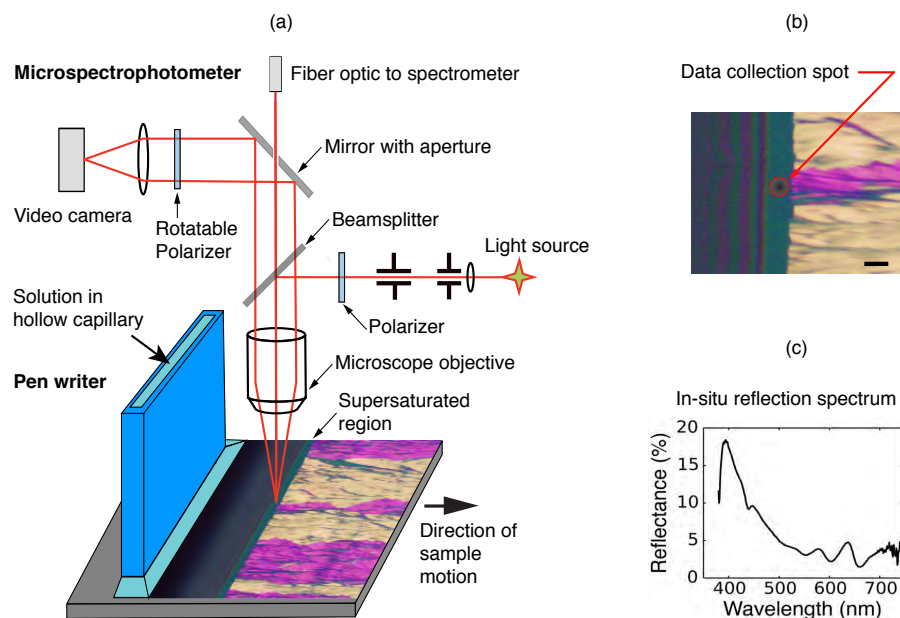 (a)
Microspectrophotometer
Fiber optic to spectrometer
Mirror with aperture
Video camera
Rotatable
Polarizer
Beamsplitter
Light source
Polarizer
Solution in
hollow capillary
Microscope objective
Pen writer
Supersaturated
region
Direction of
sample
motion
(b)
Data collection spot
(c)
In-situ reflection spectrum
Reflectance (%)
20
15
10
5
0
400
500
600
700
Wavelength (nm)